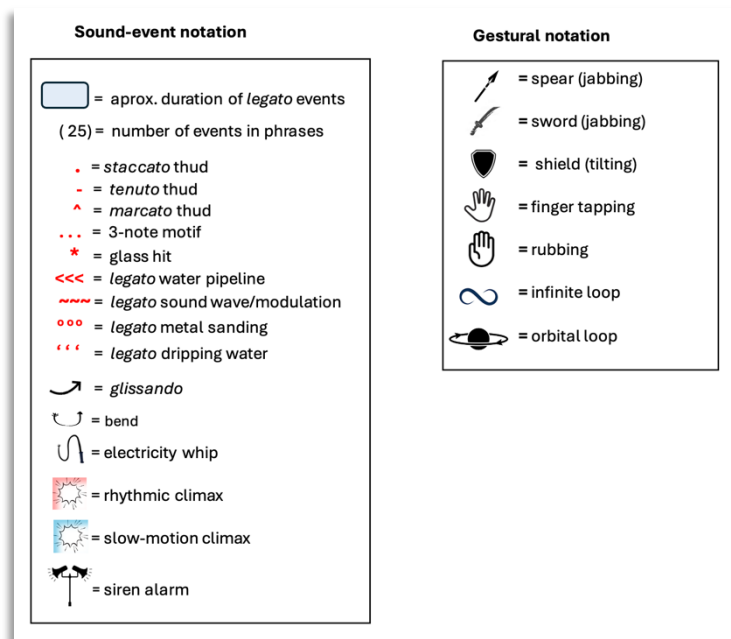 Sound-event notation
= aprox. duration of legato events
( 25) = number of events in phrases
. = staccato thud
- = tenuto thud
^ = marcato thud
... = 3-note motif
* = glass hit
<<< = legato water pipeline
~~~ = legato sound wave/modulation
ooo = legato metal sanding
‘ ‘ ‘ = legato dripping water
= glissando
= bend
= electricity whip
= rhythmic climax
= slow-motion climax
= siren alarm
Gestural notation
= spear (jabbing)
= sword (jabbing)
= shield (tilting)
= finger tapping
= rubbing
= infinite loop
= orbital loop